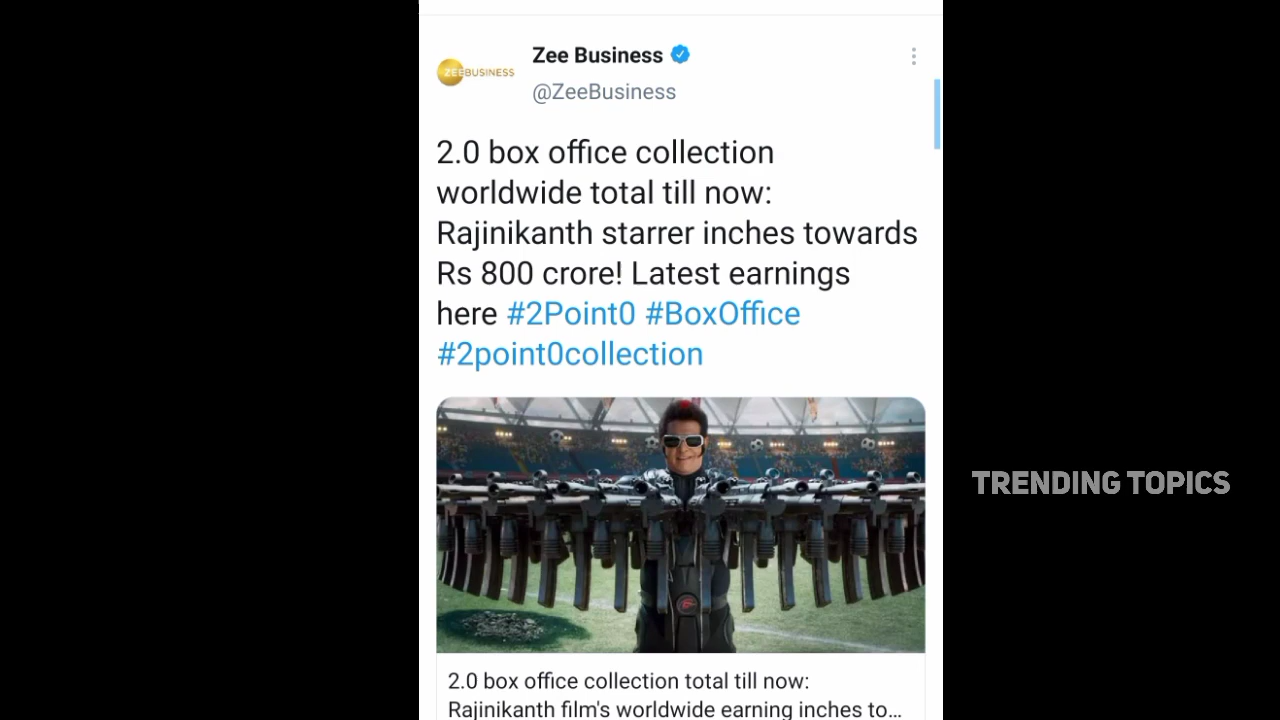 Zee Business
ZEEBUSINESS
@ZeeBusiness
2.0 box office collection
worldwide total till now:
Rajinikanth starrer inches towards
Rs 800 crore! Latest earnings
here #2Point0 #BoxOffice
#2point0collection
TRENDING TOPICS
2.0 box office collection total till now:
Rajinikanth film's worldwide earning inches to…